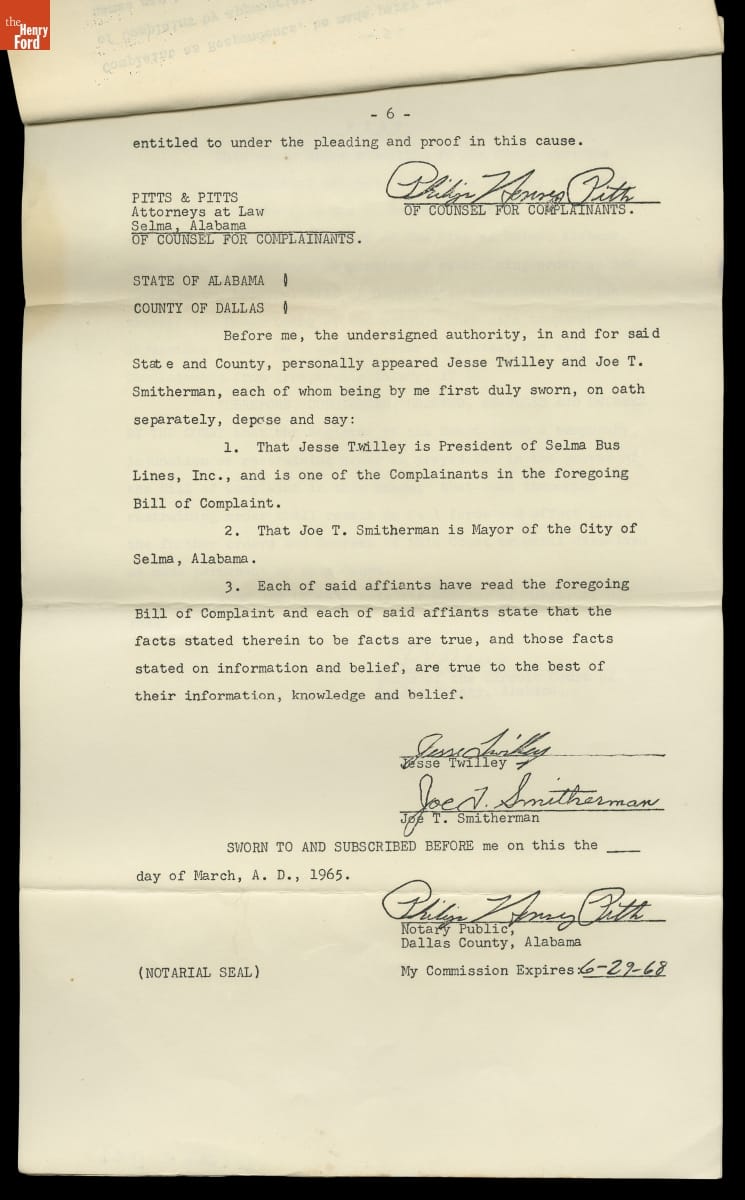 the
Henry
Ford
- 6 -
entitled to under the pleading and proof in this cause.
Philip Henry Pitts
PITTS & PITTS
Attorneys at Law
Selma, Alabama
OF COUNSEL FOR COMPLAINANTS.
OF COUNSEL FOR COMPLAINANTS.
STATE OF ALABAMA
COUNTY OF DALLAS
Before me, the undersigned authority, in and for said
State and County, personally appeared Jesse Twilley and Joe T.
Smitherman, each of whom being by me first duly sworn, on oath
separately, depose and say:
1. That Jesse Twilley is President of Selma Bus
Lines, Inc., and is one of the Complainants in the foregoing
Bill of Complaint.
2. That Joe T. Smitherman is Mayor of the City of
Selma, Alabama.
3. Each of said affiants have read the foregoing
Bill of Complaint and each of said affiants state that the
facts stated therein to be facts are true, and those facts
stated on information and belief, are true to the best of
their information, knowledge and belief.
Jesse Twilley
Jesse Twilley
Joe T. Smitherman
Joe T. Smitherman
SWORN TO AND SUBSCRIBED BEFORE me on this the ___
day of March, A. D., 1965.
Philip Henry Pitts
Notary Public,
Dallas County, Alabama
(NOTARIAL SEAL)
My Commission Expires: 6-29-68